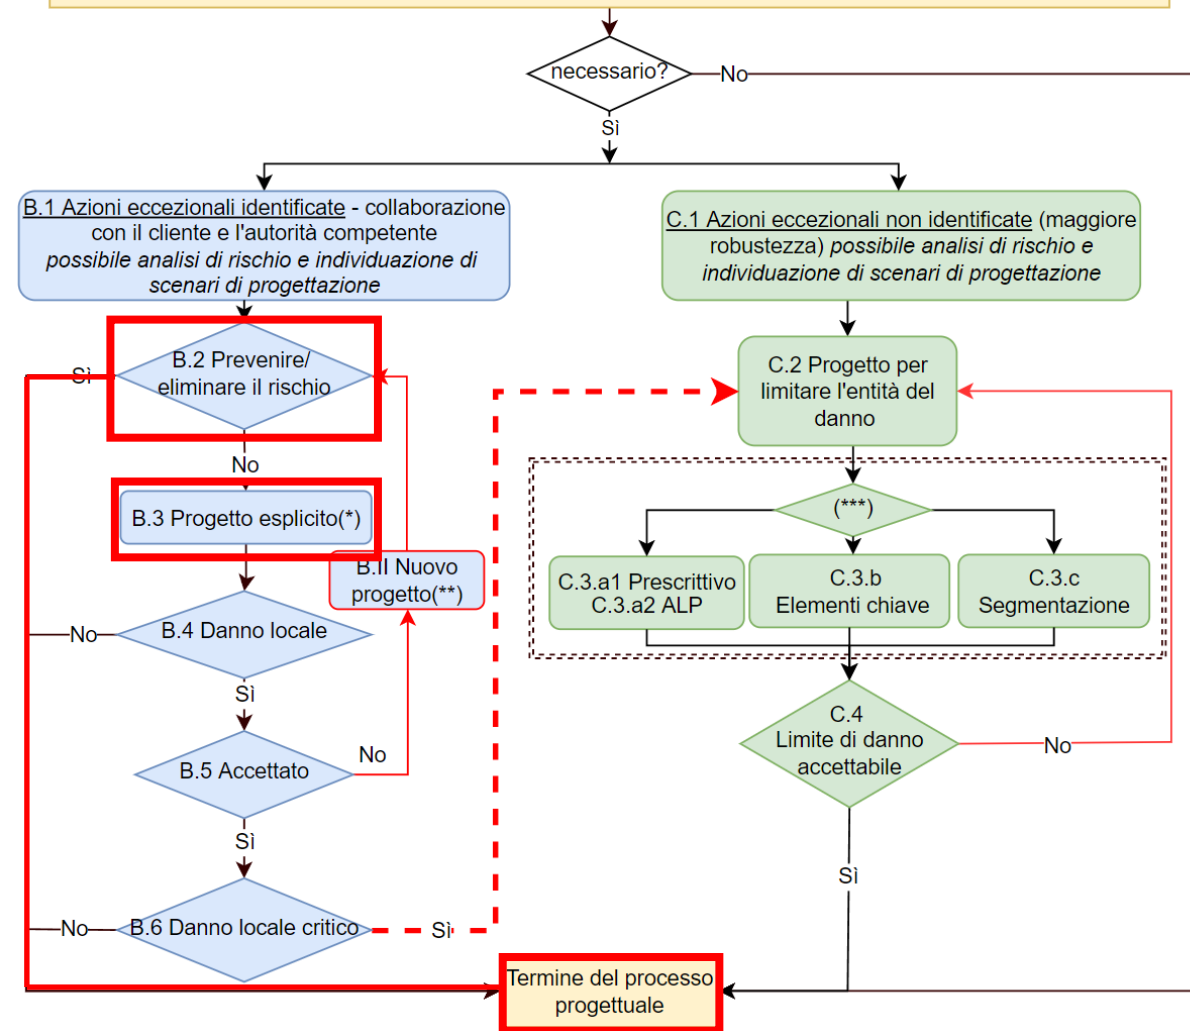 necessario?
No
Sì
B.1 Azioni eccezionali identificate - collaborazione
con il cliente e l'autorità competente
possibile analisi di rischio e individuazione di
scenari di progettazione
C.1 Azioni eccezionali non identificate (maggiore
robustezza) possibile analisi di rischio e
individuazione di scenari di progettazione
B.2 Prevenire/
eliminare il rischio
Sì
No
C.2 Progetto per
limitare l'entità del
danno
B.3 Progetto esplicito(*)
(***)
B.II Nuovo
progetto(**)
C.3.a1 Prescrittivo
C.3.a2 ALP
C.3.b
Elementi chiave
C.3.c
Segmentazione
B.4 Danno locale
No
Sì
B.5 Accettato
No
Sì
C.4
Limite di danno
accettabile
No
Sì
B.6 Danno locale critico
No
Sì
Termine del processo
progettuale